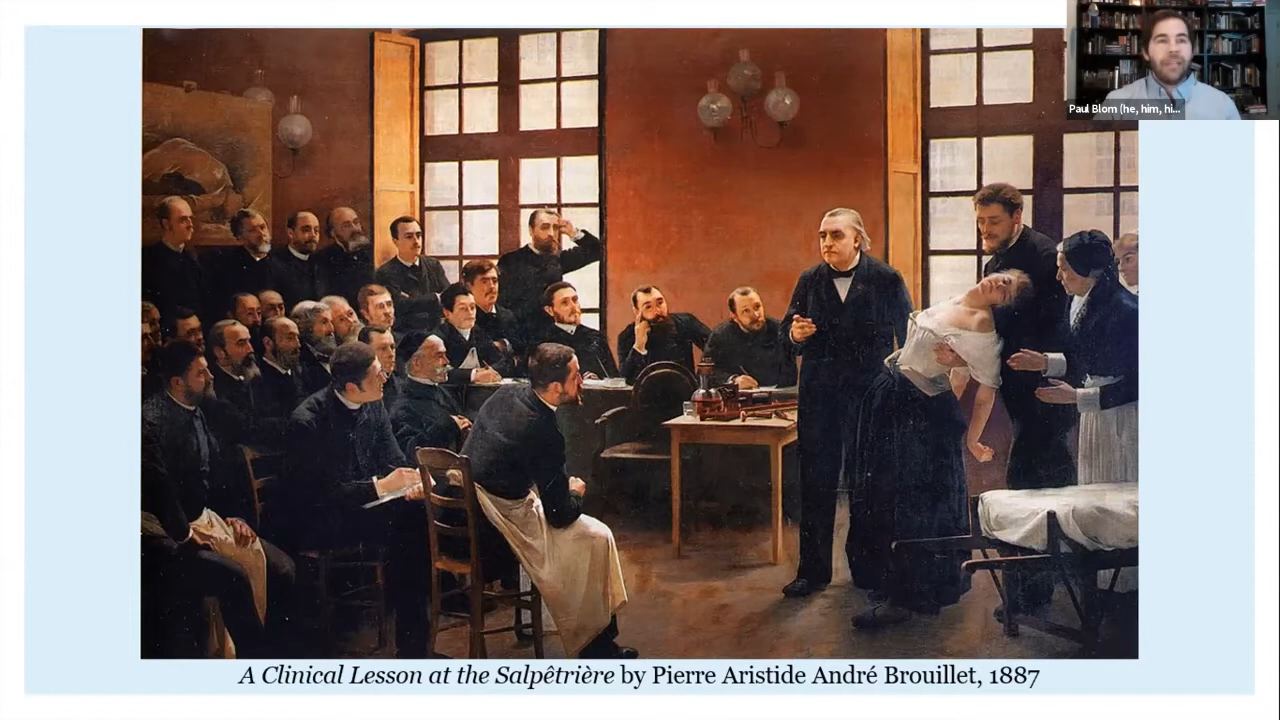 Paul Blom (he, him, hi...
A Clinical Lesson at the Salpêtrière by Pierre Aristide André Brouillet, 1887